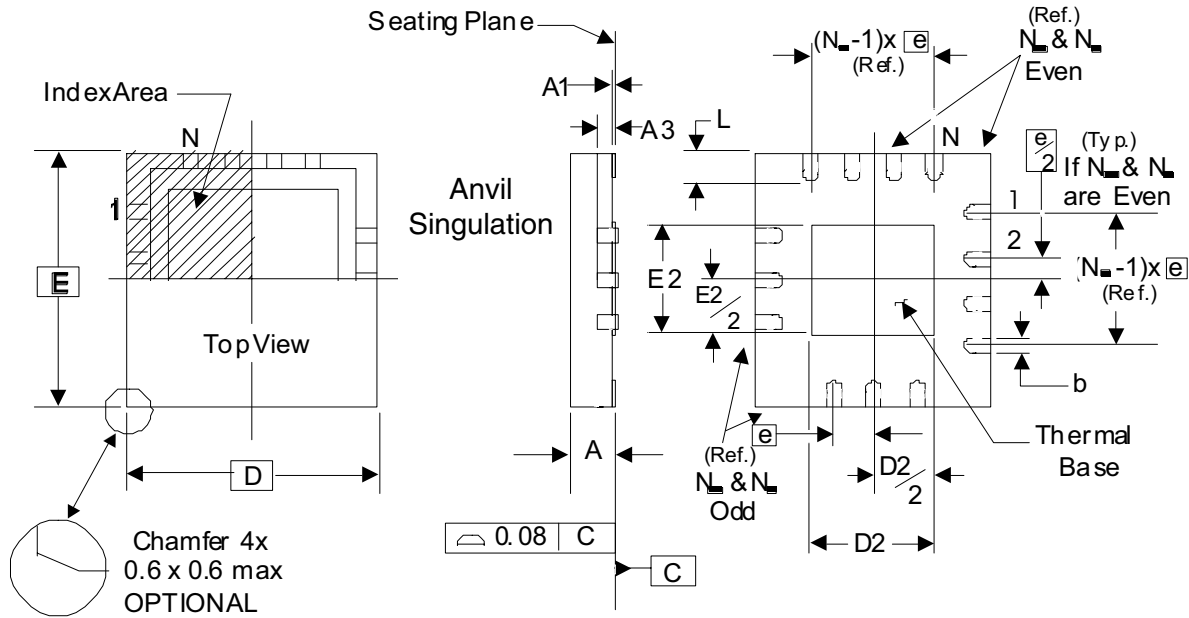 Seating Plane
(Ref.)
N & N
Even
(N -1)x e
(Ref.)
Index Area
A1
A3
L
N
N
e/2
(Typ.)
If N & N
are Even
1
1
2
Anvil
Singulation
E
E2
E2/2
(N -1)x e
(Ref.)
Top View
b
e
A
(Ref.)
N & N
Odd
D2/2
Thermal
Base
D
D2
Chamfer 4x
0.6 x 0.6 max
OPTIONAL
0.08 C
C